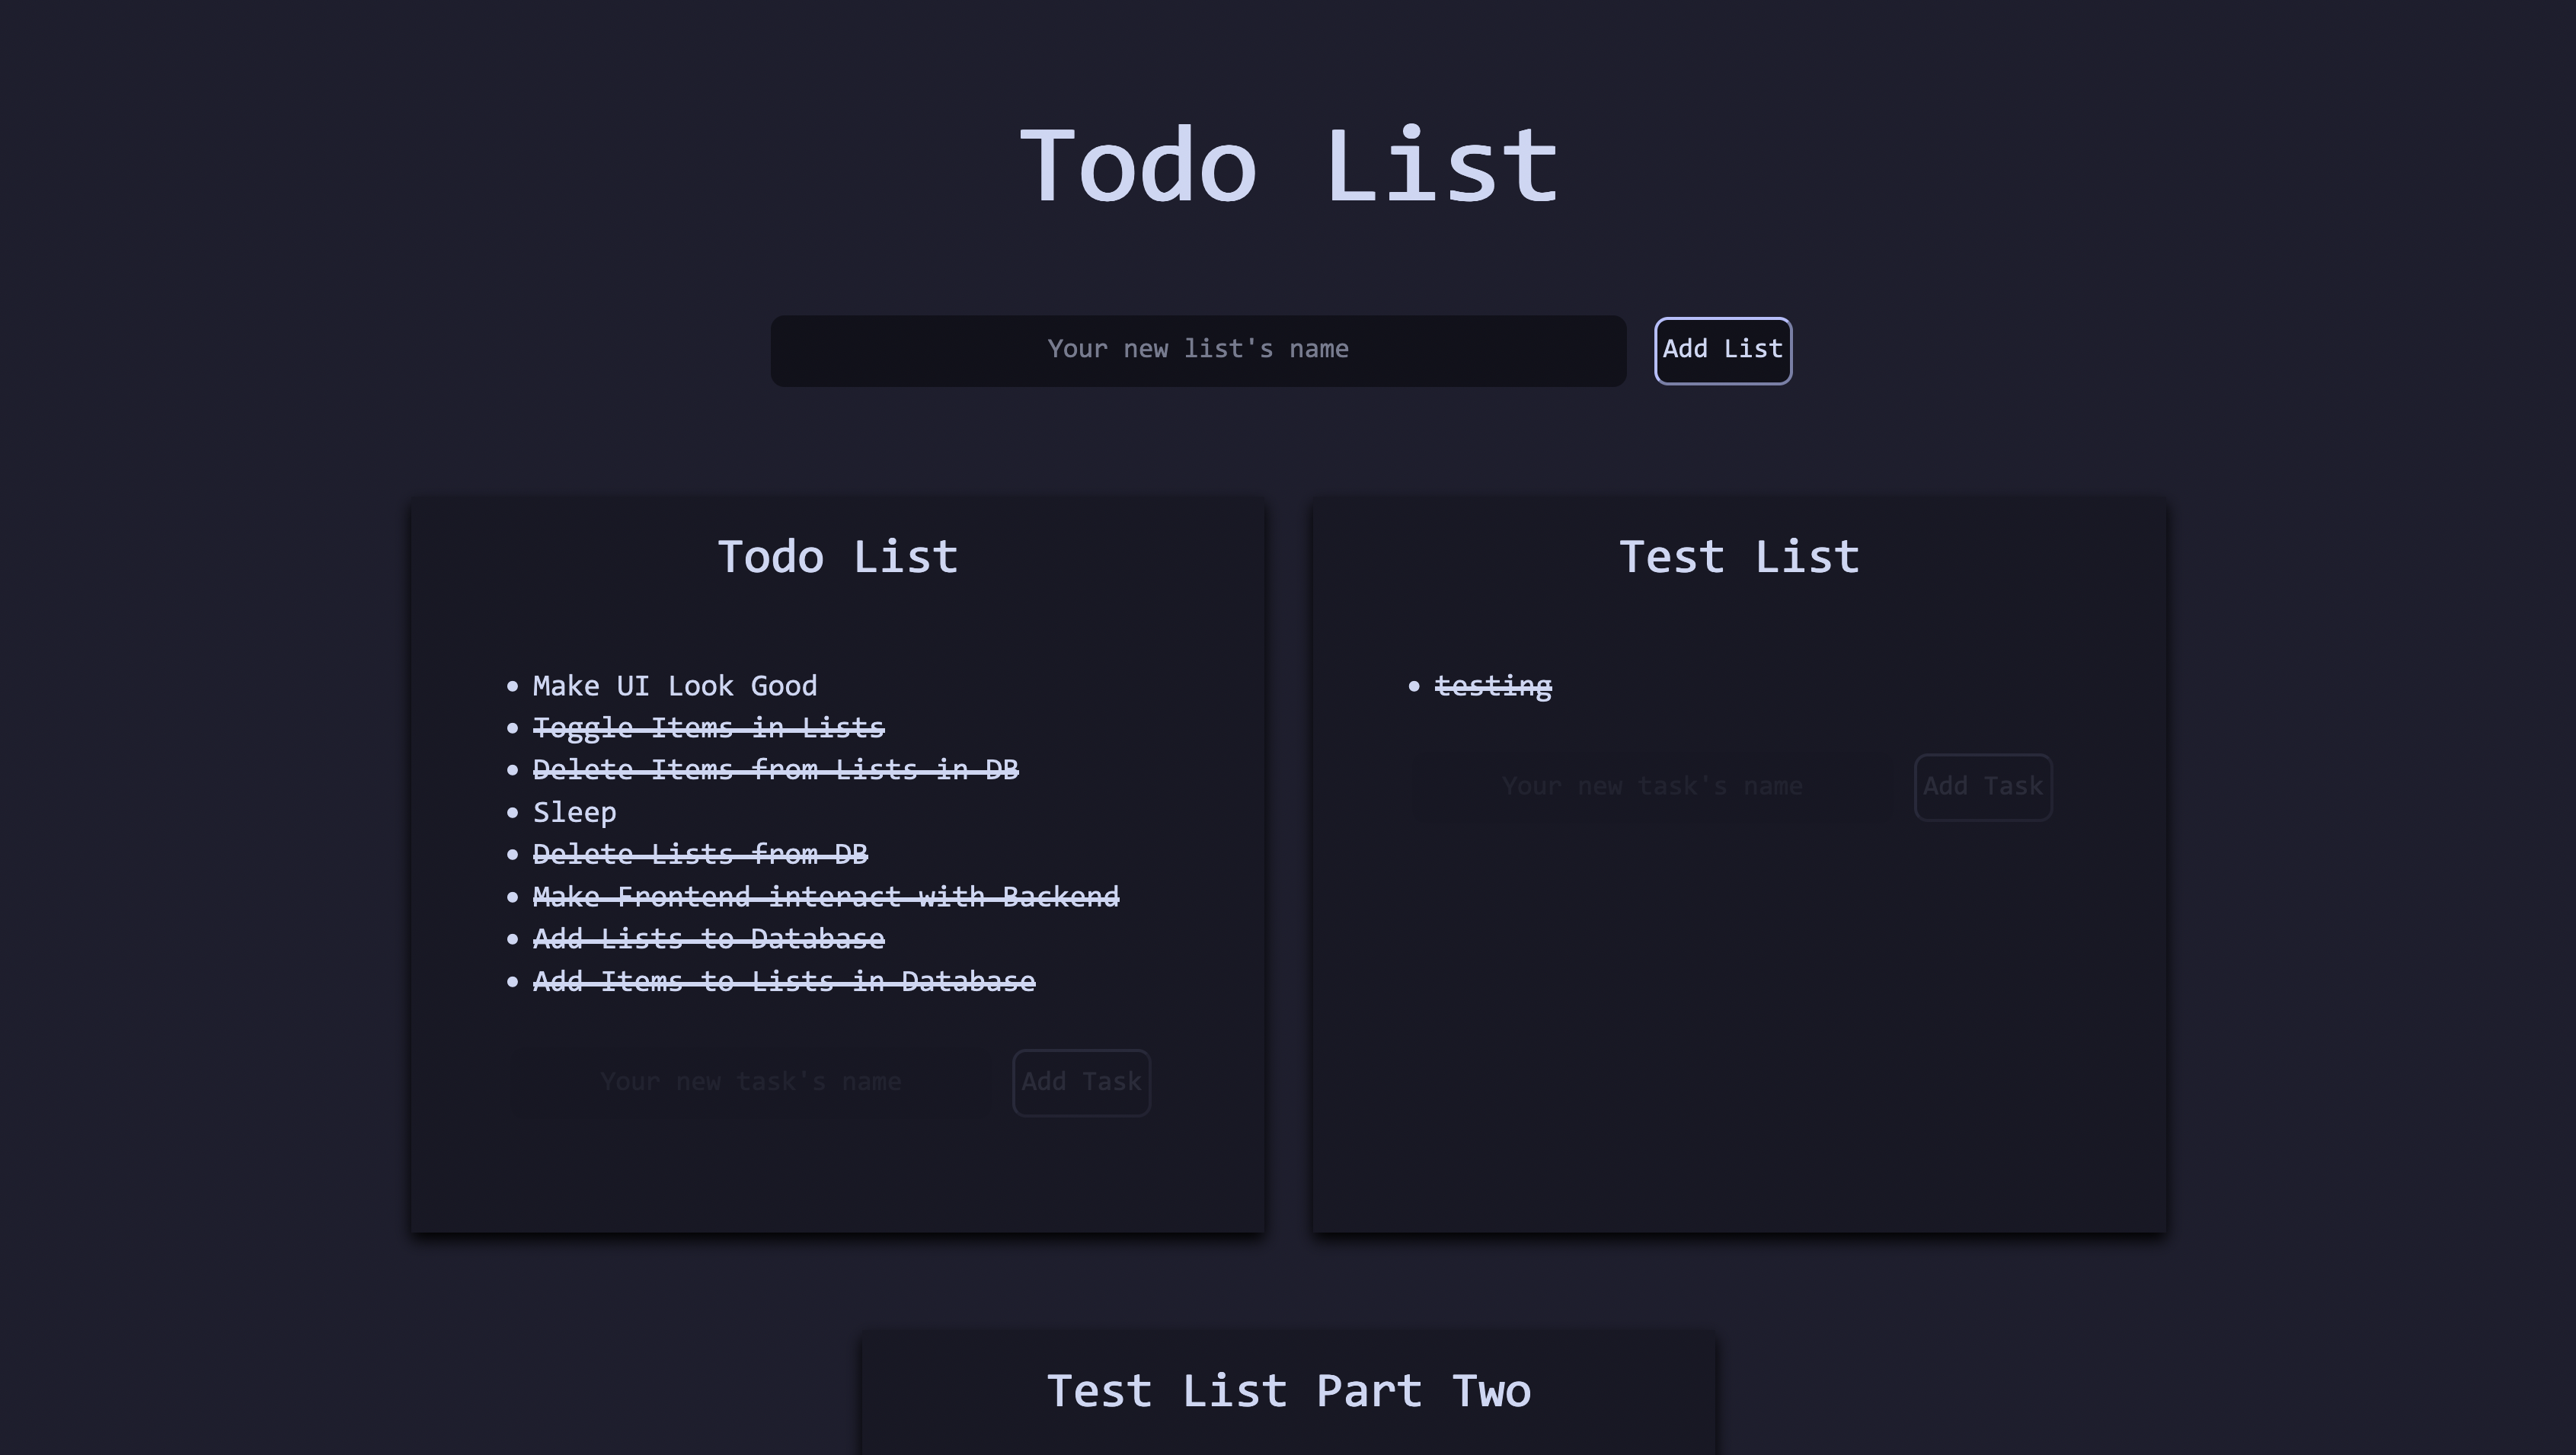 Todo List
Your new list's name
Add List
Todo List
Make UI Look Good
Toggle Items in Lists
Delete Items from Lists in DB
Sleep
Delete Lists from DB
Make Frontend interact with Backend
Add Lists to Database
Add Items to Lists in Database
Your new task's name
Add Task
Test List
testing
Your new task's name
Add Task
Test List Part Two